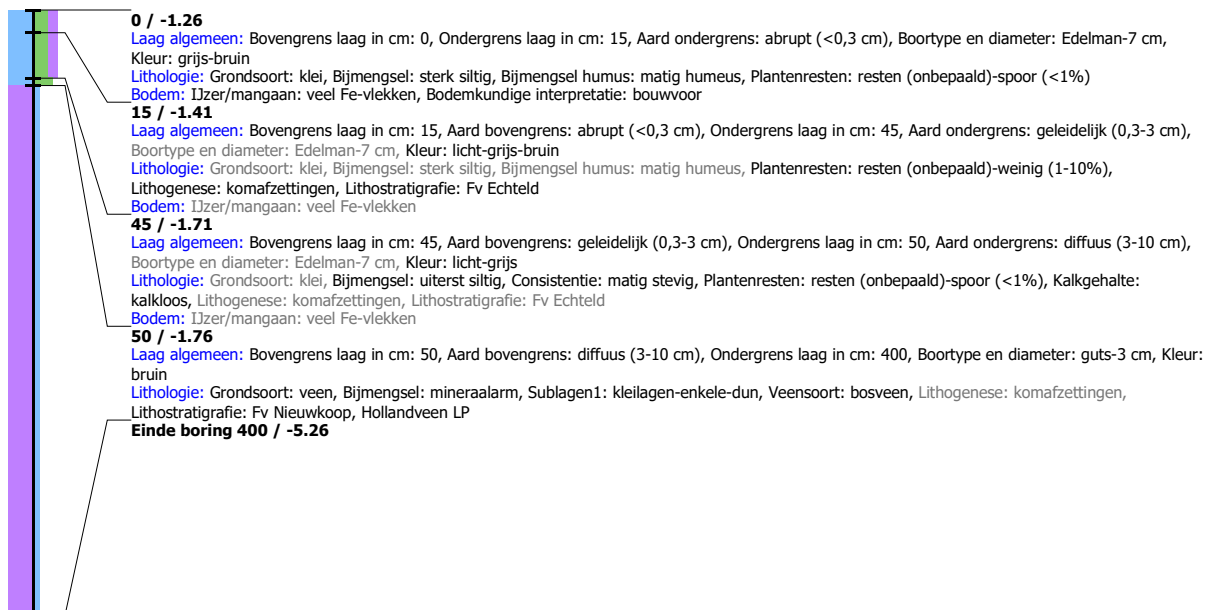 0 / -1.26
Laag algemeen: Bovengrens laag in cm: 0, Ondergrens laag in cm: 15, Aard ondergrens: abrupt (<0,3 cm), Boortype en diameter: Edelman-7 cm,
Kleur: grijs-bruin
Lithologie: Grondsoort: klei, Bijmengsel: sterk siltig, Bijmengsel humus: matig humeus, Plantenresten: resten (onbepaald)-spoor (<1%)
Bodem: IJzer/mangaan: veel Fe-vlekken, Bodemkundige interpretatie: bouwvoor
15 / -1.41
Laag algemeen: Bovengrens laag in cm: 15, Aard bovengrens: abrupt (<0,3 cm), Ondergrens laag in cm: 45, Aard ondergrens: geleidelijk (0,3-3 cm),
Boortype en diameter: Edelman-7 cm, Kleur: licht-grijs-bruin
Lithologie: Grondsoort: klei, Bijmengsel: sterk siltig, Bijmengsel humus: matig humeus, Plantenresten: resten (onbepaald)-weinig (1-10%),
Lithogenese: komafzettingen, Lithostratigrafie: Fv Echteld
Bodem: IJzer/mangaan: veel Fe-vlekken
45 / -1.71
Laag algemeen: Bovengrens laag in cm: 45, Aard bovengrens: geleidelijk (0,3-3 cm), Ondergrens laag in cm: 50, Aard ondergrens: diffuus (3-10 cm),
Boortype en diameter: Edelman-7 cm, Kleur: licht-grijs
Lithologie: Grondsoort: klei, Bijmengsel: uiterst siltig, Consistentie: matig stevig, Plantenresten: resten (onbepaald)-spoor (<1%), Kalkgehalte:
kalkloos, Lithogenese: komafzettingen, Lithostratigrafie: Fv Echteld
Bodem: IJzer/mangaan: veel Fe-vlekken
50 / -1.76
Laag algemeen: Bovengrens laag in cm: 50, Aard bovengrens: diffuus (3-10 cm), Ondergrens laag in cm: 400, Boortype en diameter: guts-3 cm, Kleur:
bruin
Lithologie: Grondsoort: veen, Bijmengsel: mineraalarm, Sublagen1: kleilagen-enkele-dun, Veensoort: bosveen, Lithogenese: komafzettingen,
Lithostratigrafie: Fv Nieuwkoop, Hollandveen LP
Einde boring 400 / -5.26